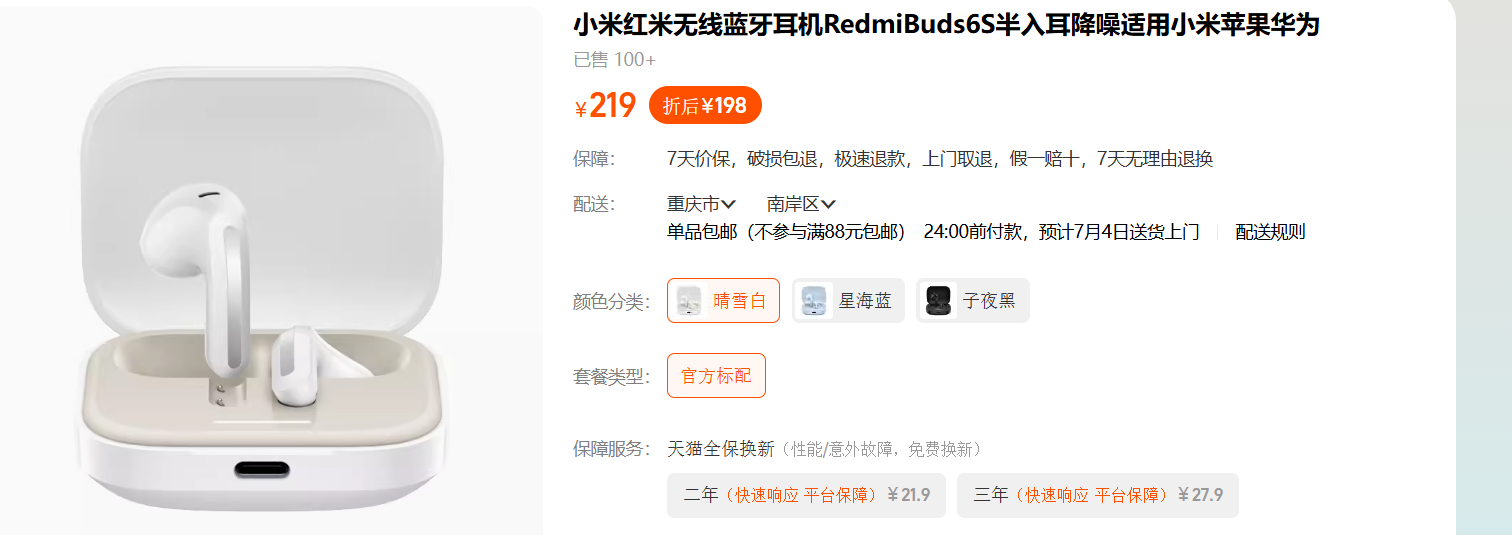 小米红米无线蓝牙耳机RedmiBuds6S半入耳降噪适用小米苹果华为
已售 100+
¥219 折后¥198
保障： 7天价保，破损包退，极速退款，上门取退，假一赔十，7天无理由退换
配送： 重庆市 南岸区
单品包邮（不参与满88元包邮） 24:00前付款，预计7月4日送货上门 配送规则
颜色分类： 晴雪白 星海蓝 子夜黑
套餐类型： 官方标配
保障服务： 天猫全保换新（性能/意外故障，免费换新）
二年（快速响应 平台保障）¥21.9 三年（快速响应 平台保障）¥27.9